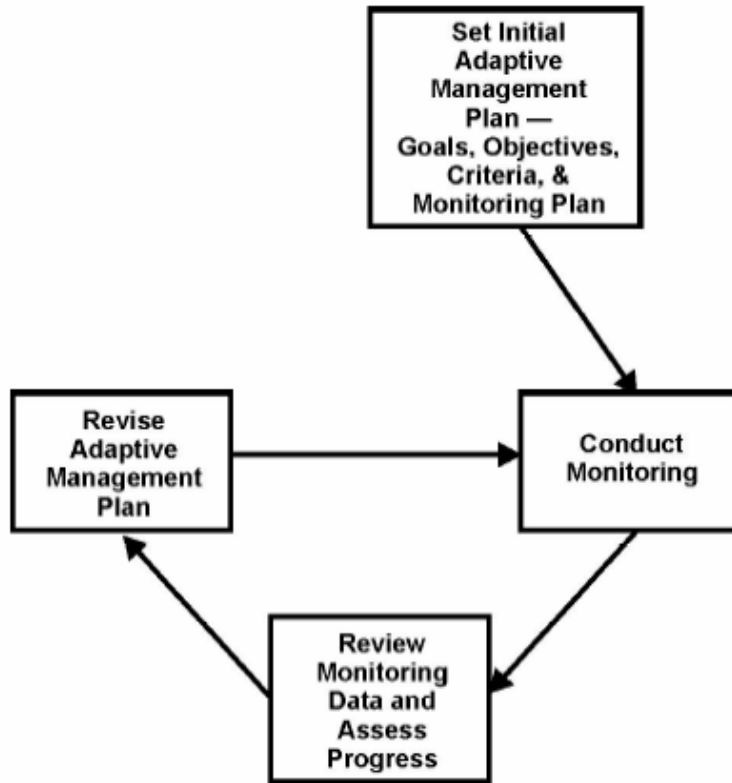 Set Initial
Adaptive
Management
Plan —
Goals, Objectives,
Criteria, &
Monitoring Plan
Revise
Adaptive
Management
Plan
Conduct
Monitoring
Review
Monitoring
Data and
Assess
Progress